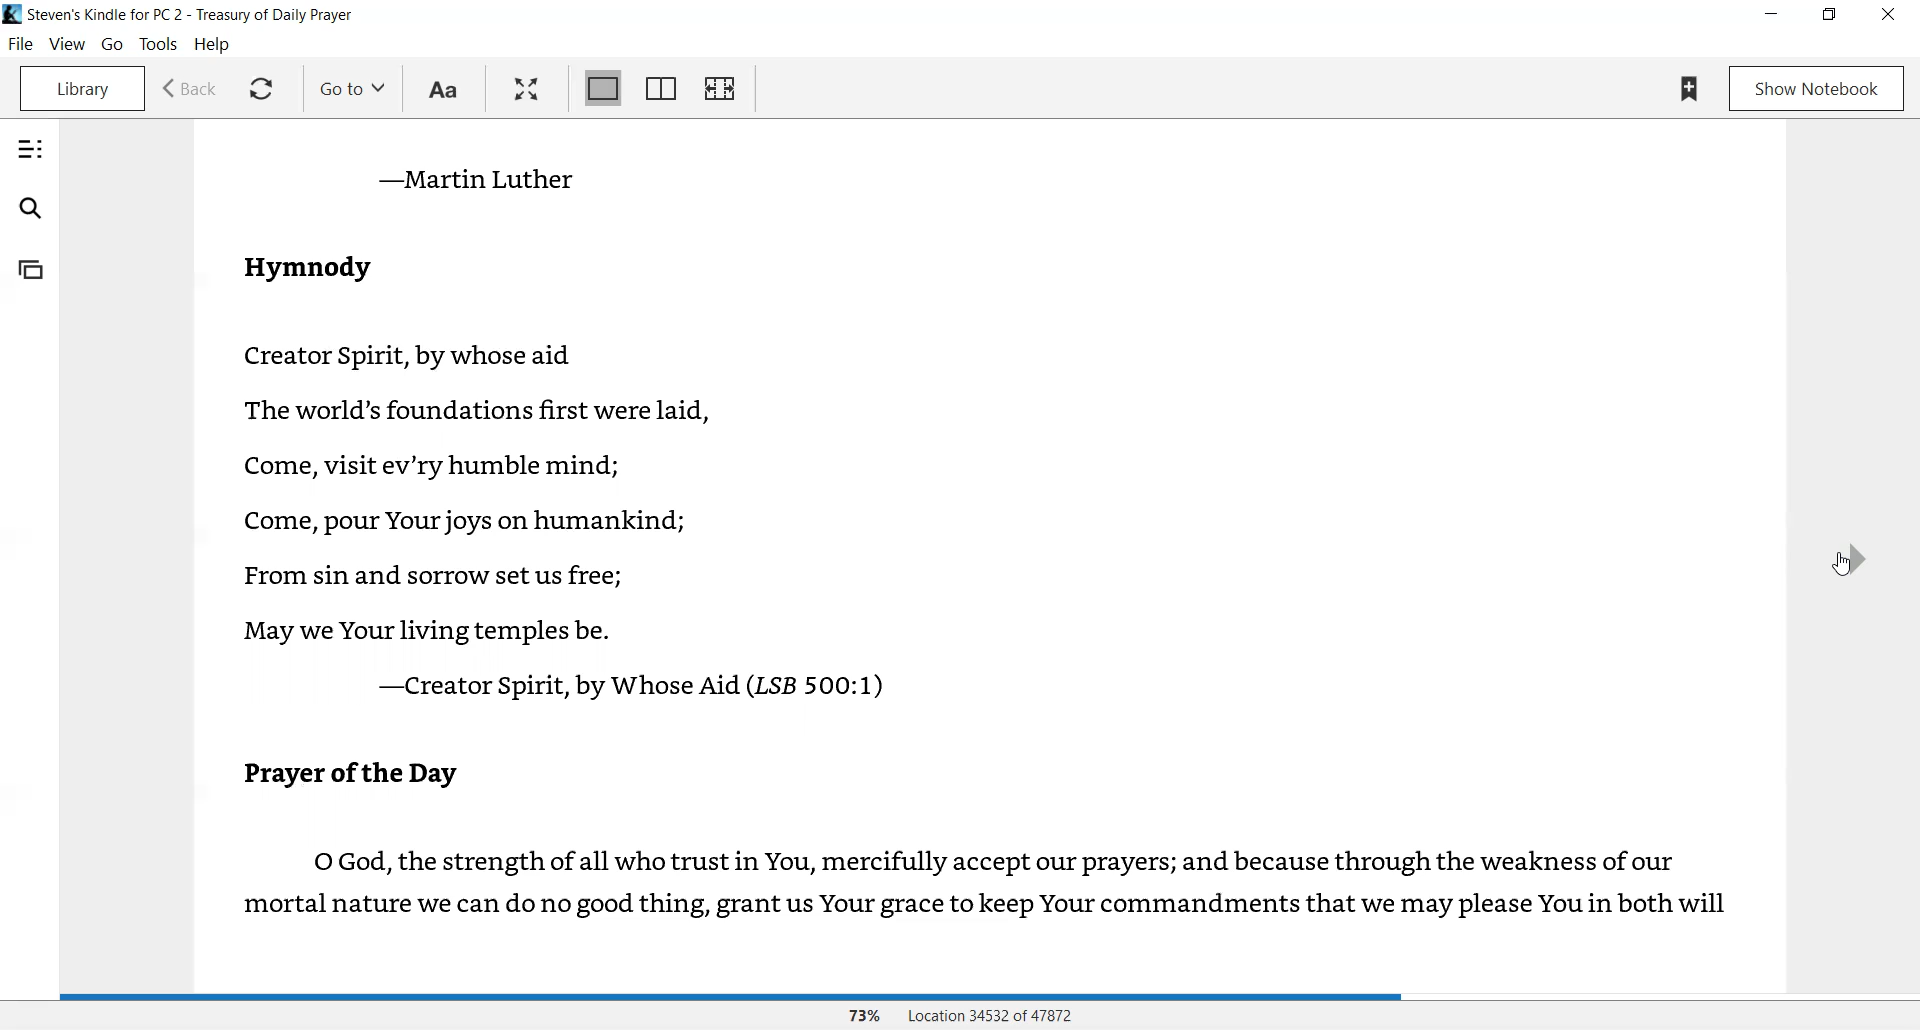 Steven's Kindle for PC 2 - Treasury of Daily Prayer
File View Go Tools Help
Library Back Go to Aa Show Notebook
—Martin Luther
Hymnody
Creator Spirit, by whose aid
The world’s foundations first were laid,
Come, visit ev’ry humble mind;
Come, pour Your joys on humankind;
From sin and sorrow set us free;
May we Your living temples be.
—Creator Spirit, by Whose Aid (LSB 500:1)
Prayer of the Day
O God, the strength of all who trust in You, mercifully accept our prayers; and because through the weakness of our
mortal nature we can do no good thing, grant us Your grace to keep Your commandments that we may please You in both will
73% Location 34532 of 47872